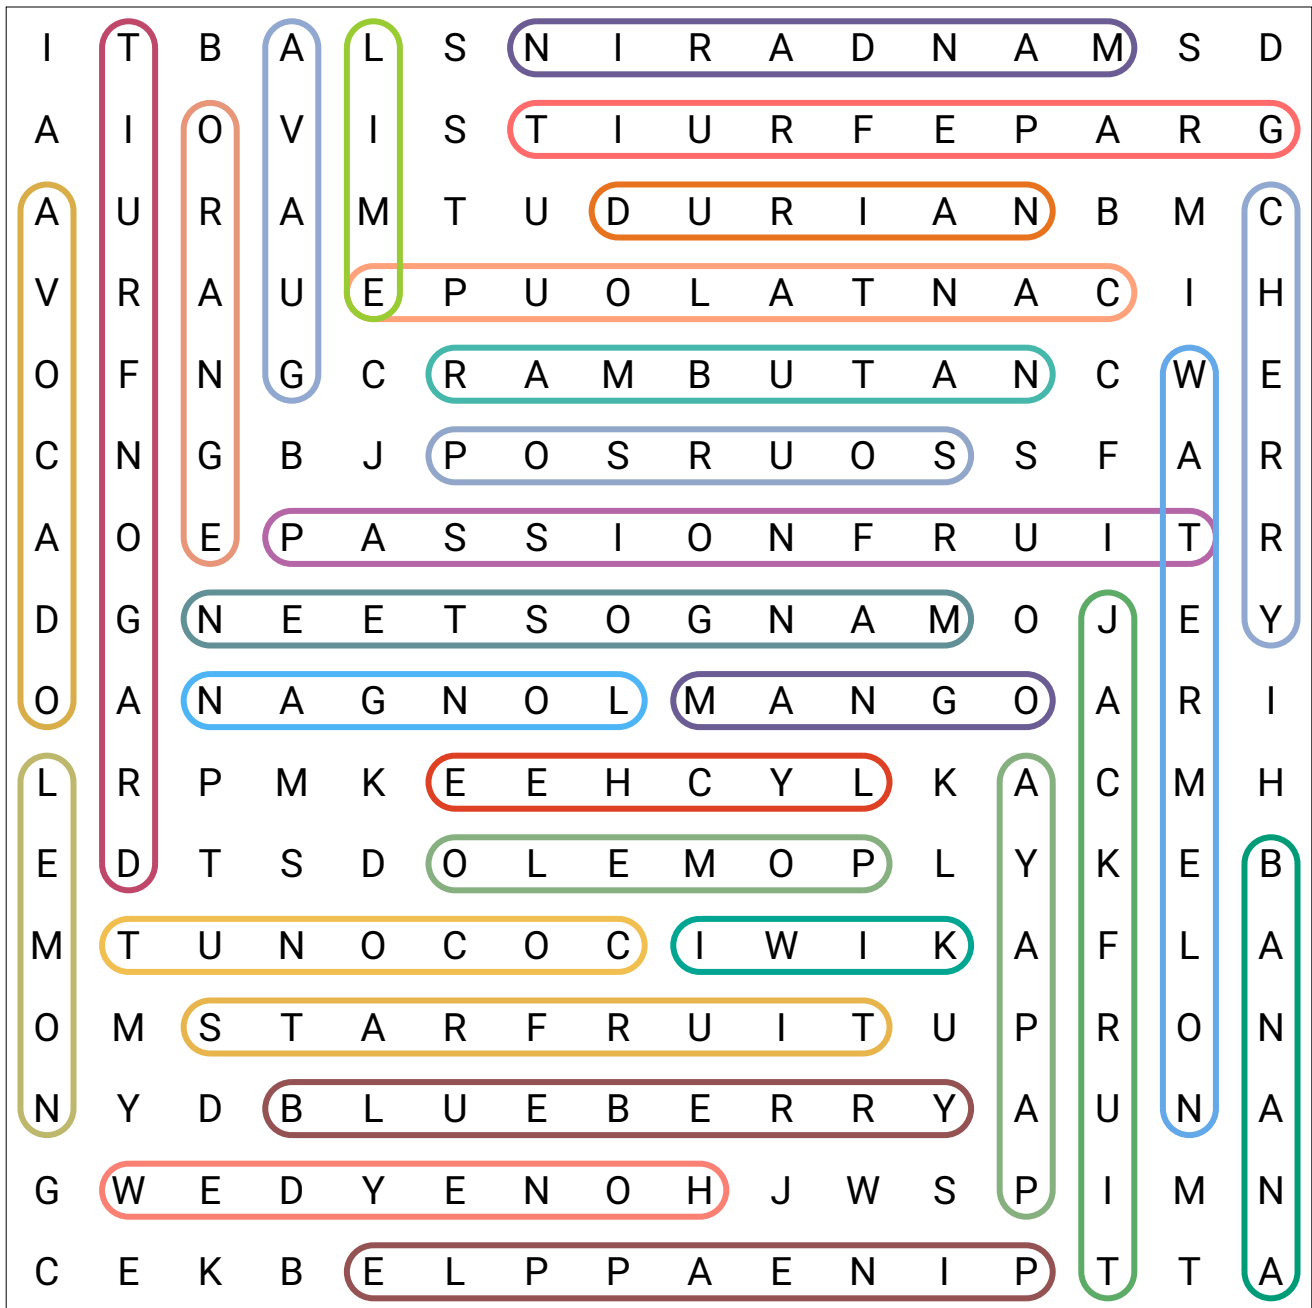 I T B A L S N I R A D N A M S D
A I O V I S T I U R F E P A R G
A U R A M T U D U R I A N B M C
V R A U E P U O L A T N A C I H
O F N G C R A M B U T A N C W E
C N G B J P O S R U O S S F A R
A O E P A S S I O N F R U I T R
D G N E E T S O G N A M O J E Y
O A N A G N O L M A N G O A R I
L R P M K E E H C Y L K A C M H
E D T S D O L E M O P L Y K E B
M T U N O C O C I W I K A F L A
O M S T A R F R U I T U P R O N
N Y D B L U E B E R R Y A U N A
G W E D Y E N O H J W S P I M N
C E K B E L P P A E N I P T T A